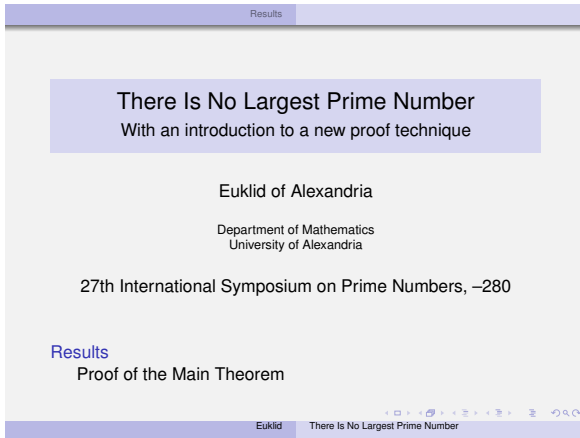 Results
There Is No Largest Prime Number
With an introduction to a new proof technique
Euklid of Alexandria
Department of Mathematics
University of Alexandria
27th International Symposium on Prime Numbers, –280
Results
Proof of the Main Theorem
Euklid There Is No Largest Prime Number